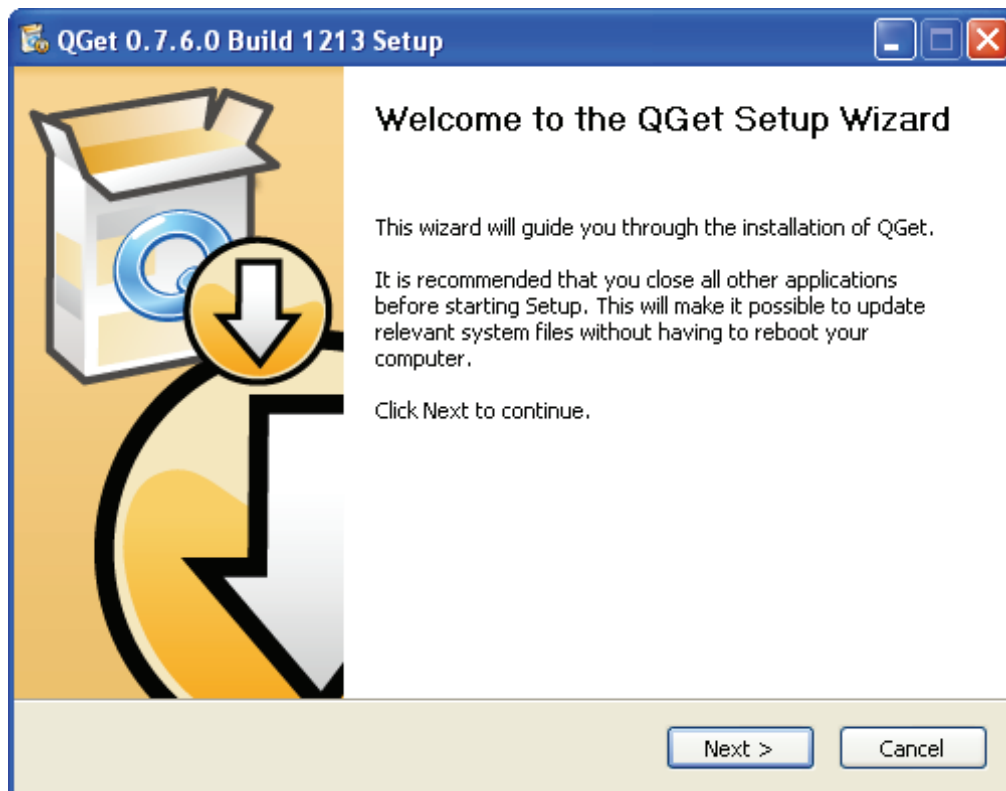 QGet 0.7.6.0 Build 1213 Setup
Welcome to the QGet Setup Wizard
This wizard will guide you through the installation of QGet.
It is recommended that you close all other applications
before starting Setup. This will make it possible to update
relevant system files without having to reboot your
computer.
Click Next to continue.
Next >
Cancel